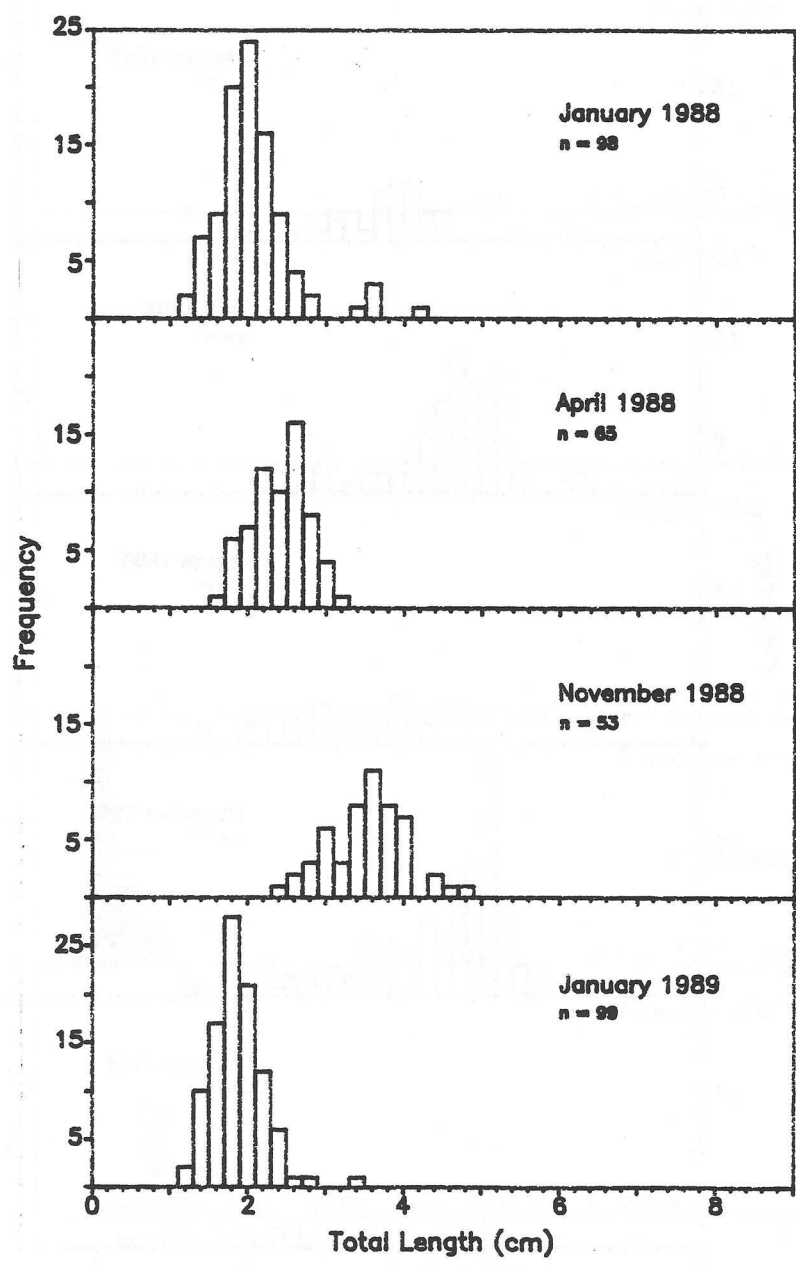 25
15
5
January 1988
n = 98
15
5
April 1988
n = 65
15
5
November 1988
n = 53
25
15
5
January 1989
n = 99
0 2 4 6 8
Total Length (cm)
Frequency